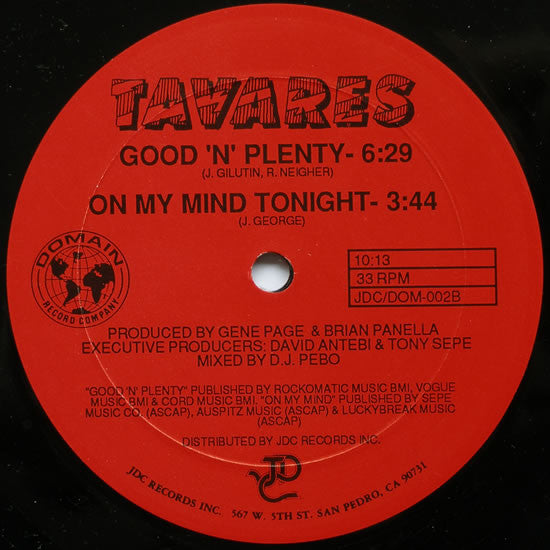 TAVARES
GOOD 'N' PLENTY- 6:29
(J. GILUTIN, R. NEIGHER)
ON MY MIND TONIGHT- 3:44
(J. GEORGE)
DOMAIN
RECORD COMPANY
10:13
33 RPM
JDC/DOM-002B
PRODUCED BY GENE PAGE & BRIAN PANELLA
EXECUTIVE PRODUCERS: DAVID ANTEBI & TONY SEPE
MIXED BY D.J. PEBO
"GOOD 'N' PLENTY" PUBLISHED BY ROCKOMATIC MUSIC BMI, VOGUE
MUSIC BMI & CORD MUSIC BMI. "ON MY MIND" PUBLISHED BY SEPE
MUSIC CO. (ASCAP), AUSPITZ MUSIC (ASCAP) & LUCKYBREAK MUSIC
(ASCAP)
DISTRIBUTED BY JDC RECORDS INC.
JDC
JDC RECORDS INC. 567 W. 5TH ST. SAN PEDRO, CA 90731